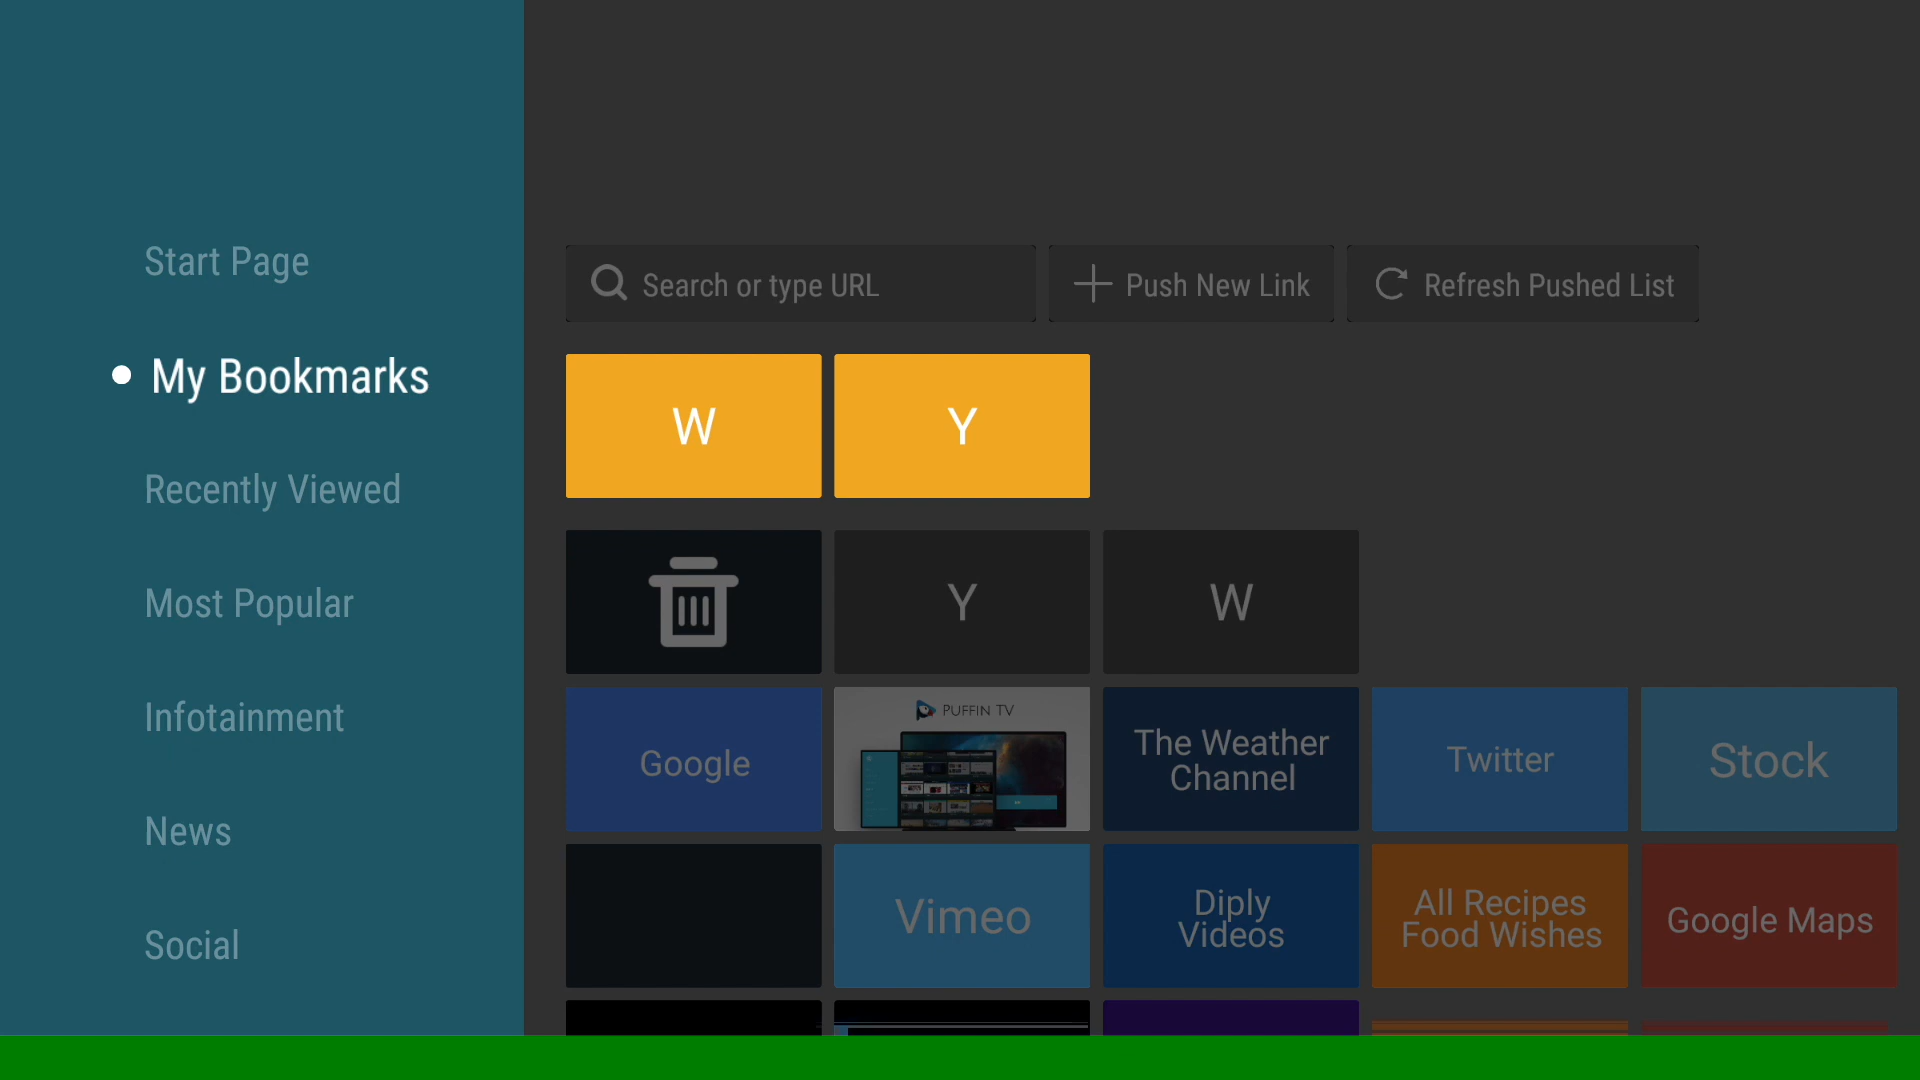 Start Page
My Bookmarks
Recently Viewed
Most Popular
Infotainment
News
Social
Search or type URL
Push New Link
Refresh Pushed List
W
Y
Y
W
Google
PUFFIN TV
The Weather
Channel
Twitter
Stock
Vimeo
Diply
Videos
All Recipes
Food Wishes
Google Maps